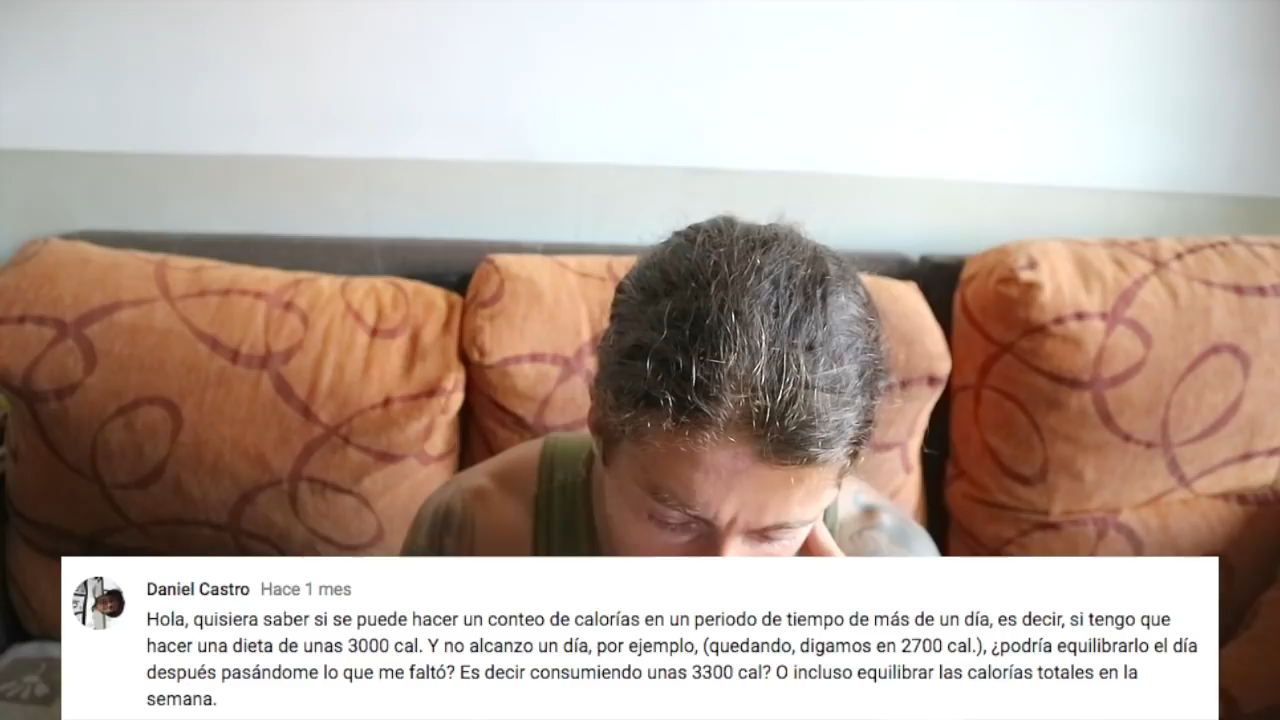 Daniel Castro Hace 1 mes
Hola, quisiera saber si se puede hacer un conteo de calorías en un periodo de tiempo de más de un día, es decir, si tengo que
hacer una dieta de unas 3000 cal. Y no alcanzo un día, por ejemplo, (quedando, digamos en 2700 cal.), ¿podría equilibrarlo el día
después pasándome lo que me faltó? Es decir consumiendo unas 3300 cal? O incluso equilibrar las calorías totales en la
semana.